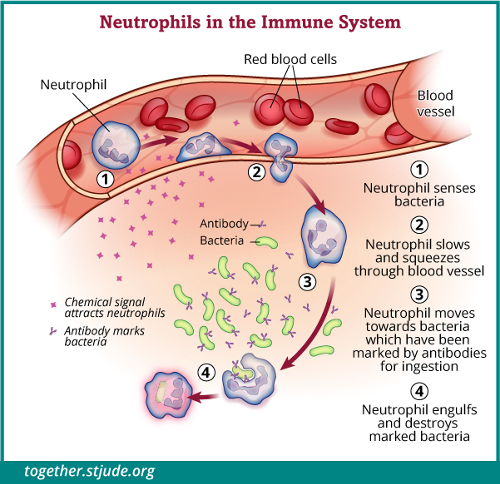 Neutrophils in the Immune System
Red blood cells
Neutrophil
Blood
vessel
1
2
1
Neutrophil senses
bacteria
2
Neutrophil slows
and squeezes
through blood vessel
Antibody
Bacteria
3
3
Neutrophil moves
towards bacteria
which have been
marked by antibodies
for ingestion
Chemical signal
attracts neutrophils
Antibody marks
bacteria
4
4
Neutrophil engulfs
and destroys
marked bacteria
together.stjude.org